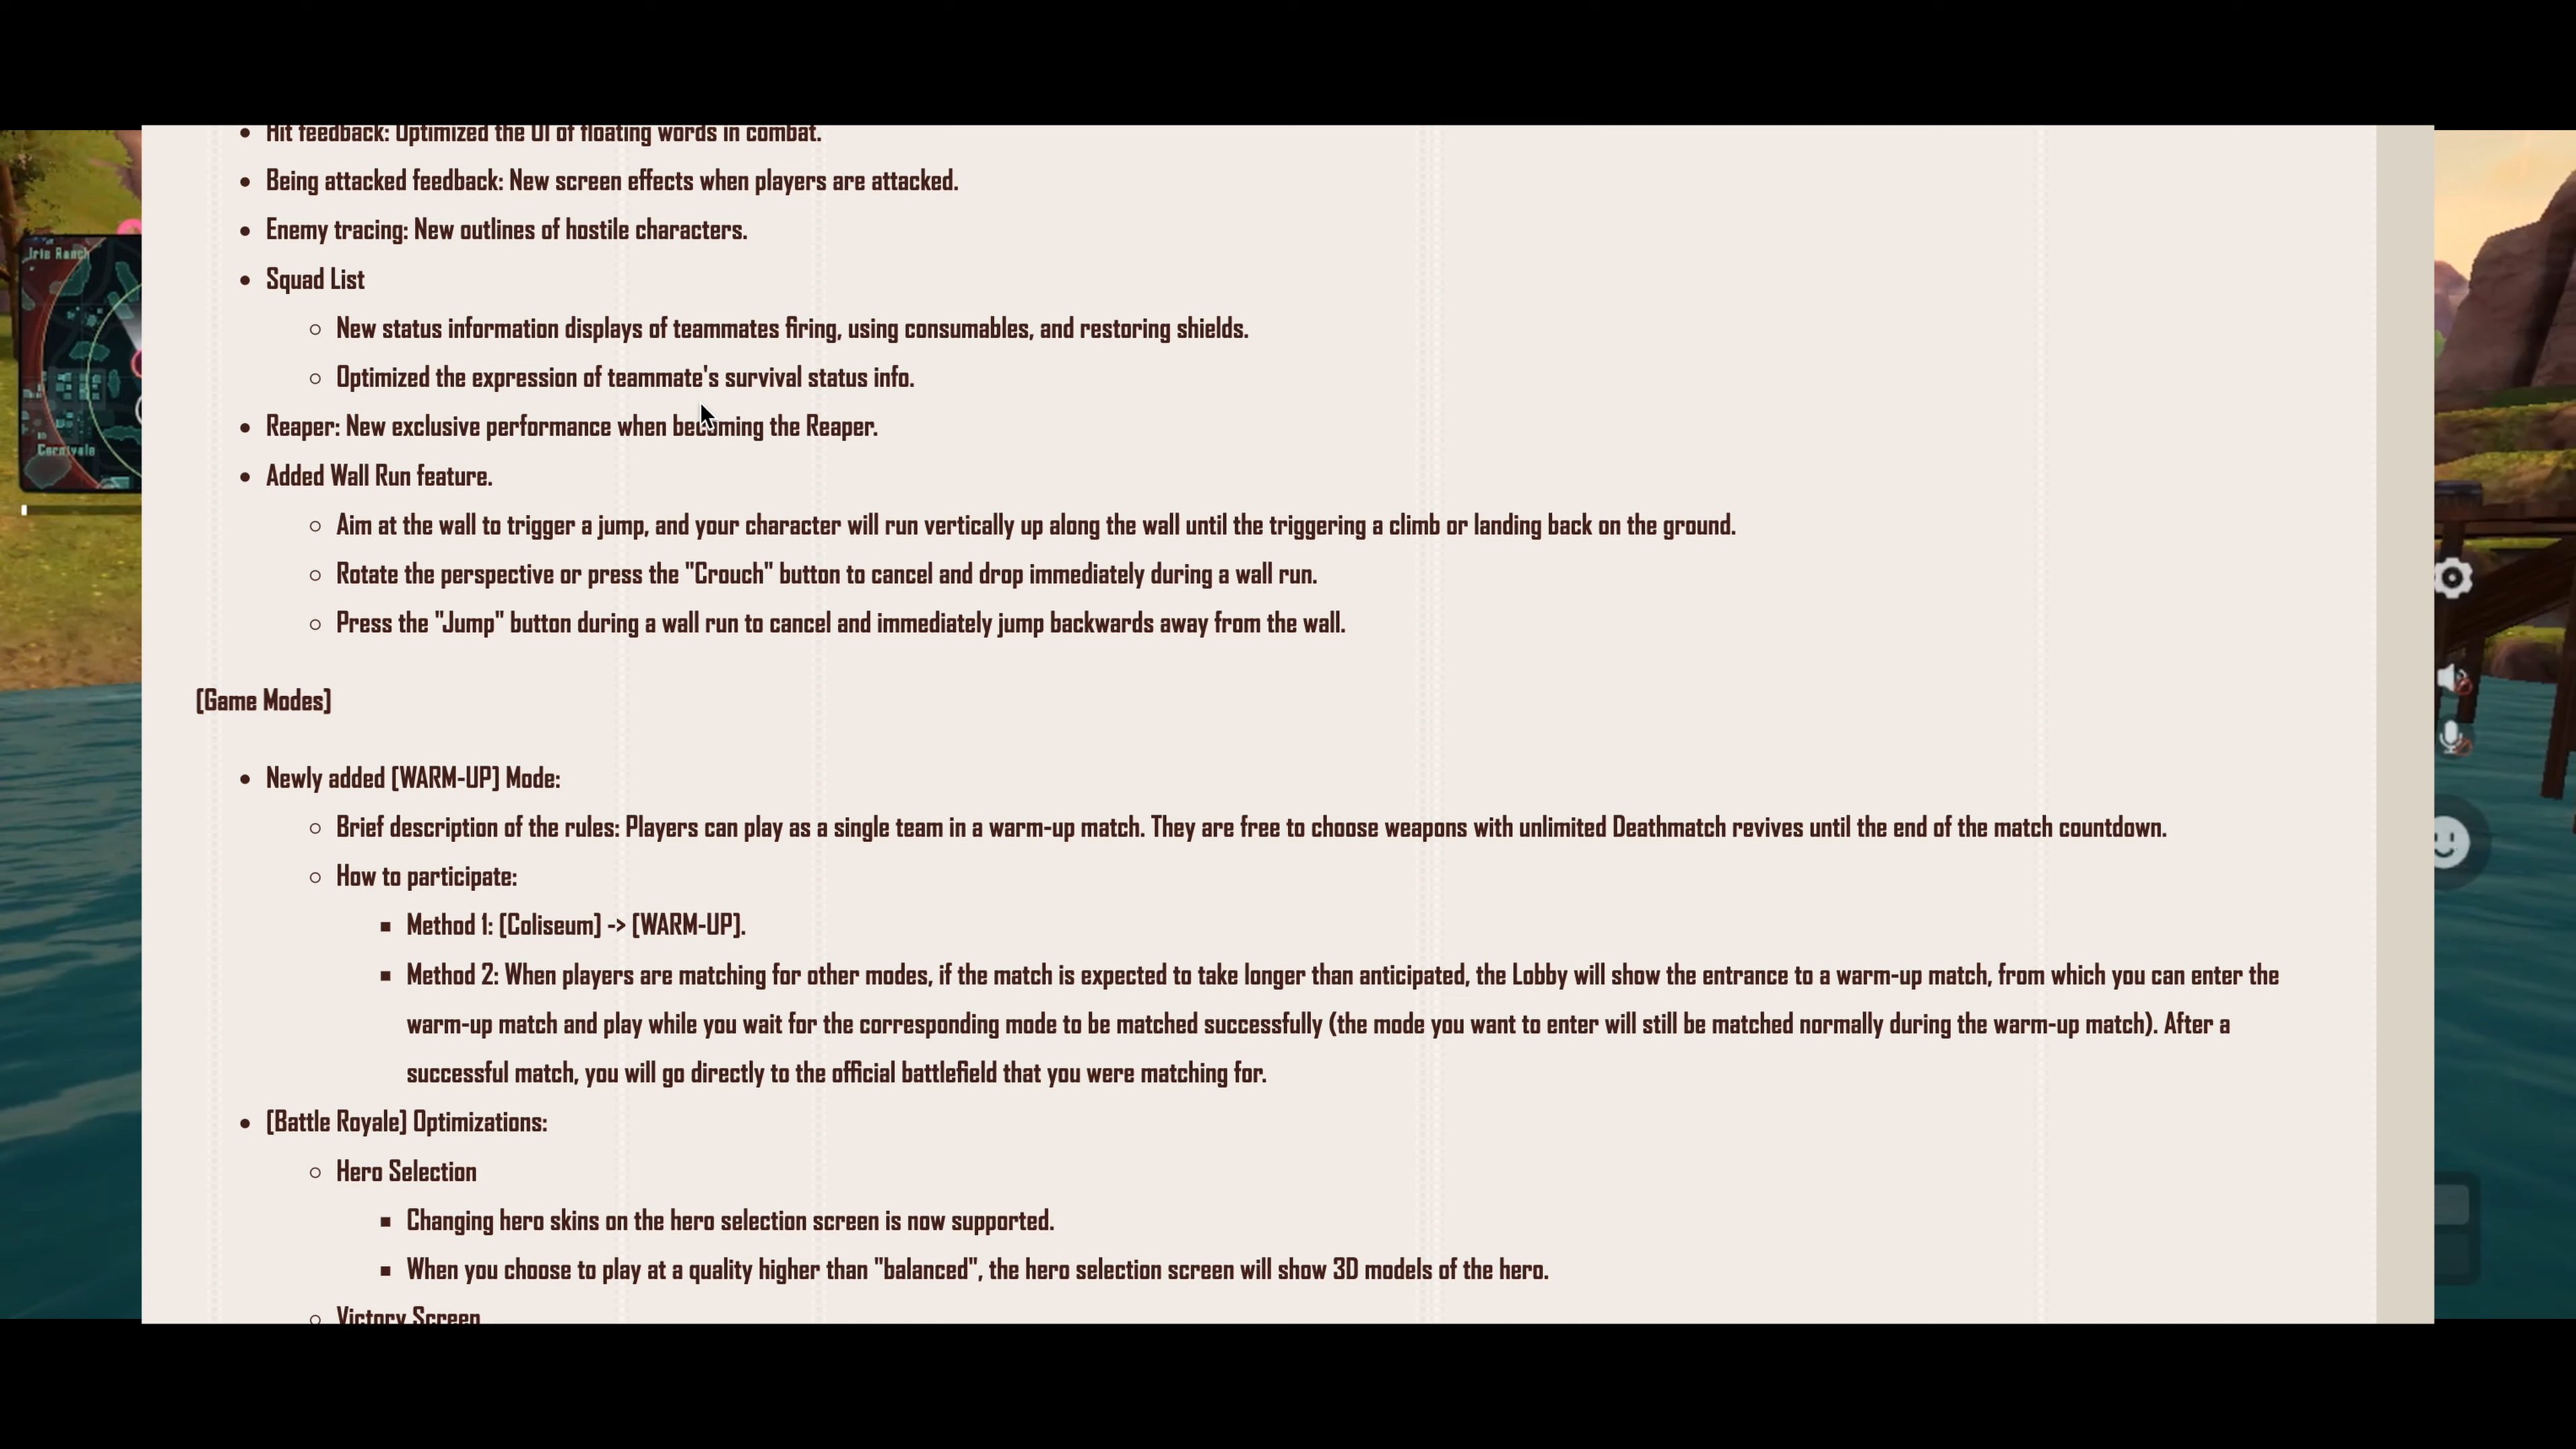 Hit feedback: Optimized the UI of floating words in combat.
Being attacked feedback: New screen effects when players are attacked.
Enemy tracing: New outlines of hostile characters.
Iris Ranch
Squad List
New status information displays of teammates firing, using consumables, and restoring shields.
Optimized the expression of teammate's survival status info.
Reaper: New exclusive performance when becoming the Reaper.
Carnivale
Added Wall Run feature.
Aim at the wall to trigger a jump, and your character will run vertically up along the wall until the triggering a climb or landing back on the ground.
Rotate the perspective or press the "Crouch" button to cancel and drop immediately during a wall run.
Press the "Jump" button during a wall run to cancel and immediately jump backwards away from the wall.
[Game Modes]
Newly added [WARM-UP] Mode:
Brief description of the rules: Players can play as a single team in a warm-up match. They are free to choose weapons with unlimited Deathmatch revives until the end of the match countdown.
How to participate:
Method 1: [Coliseum] -> [WARM-UP].
Method 2: When players are matching for other modes, if the match is expected to take longer than anticipated, the Lobby will show the entrance to a warm-up match, from which you can enter the
warm-up match and play while you wait for the corresponding mode to be matched successfully (the mode you want to enter will still be matched normally during the warm-up match). After a
successful match, you will go directly to the official battlefield that you were matching for.
[Battle Royale] Optimizations:
Hero Selection
Changing hero skins on the hero selection screen is now supported.
When you choose to play at a quality higher than "balanced", the hero selection screen will show 3D models of the hero.
Victory Screen